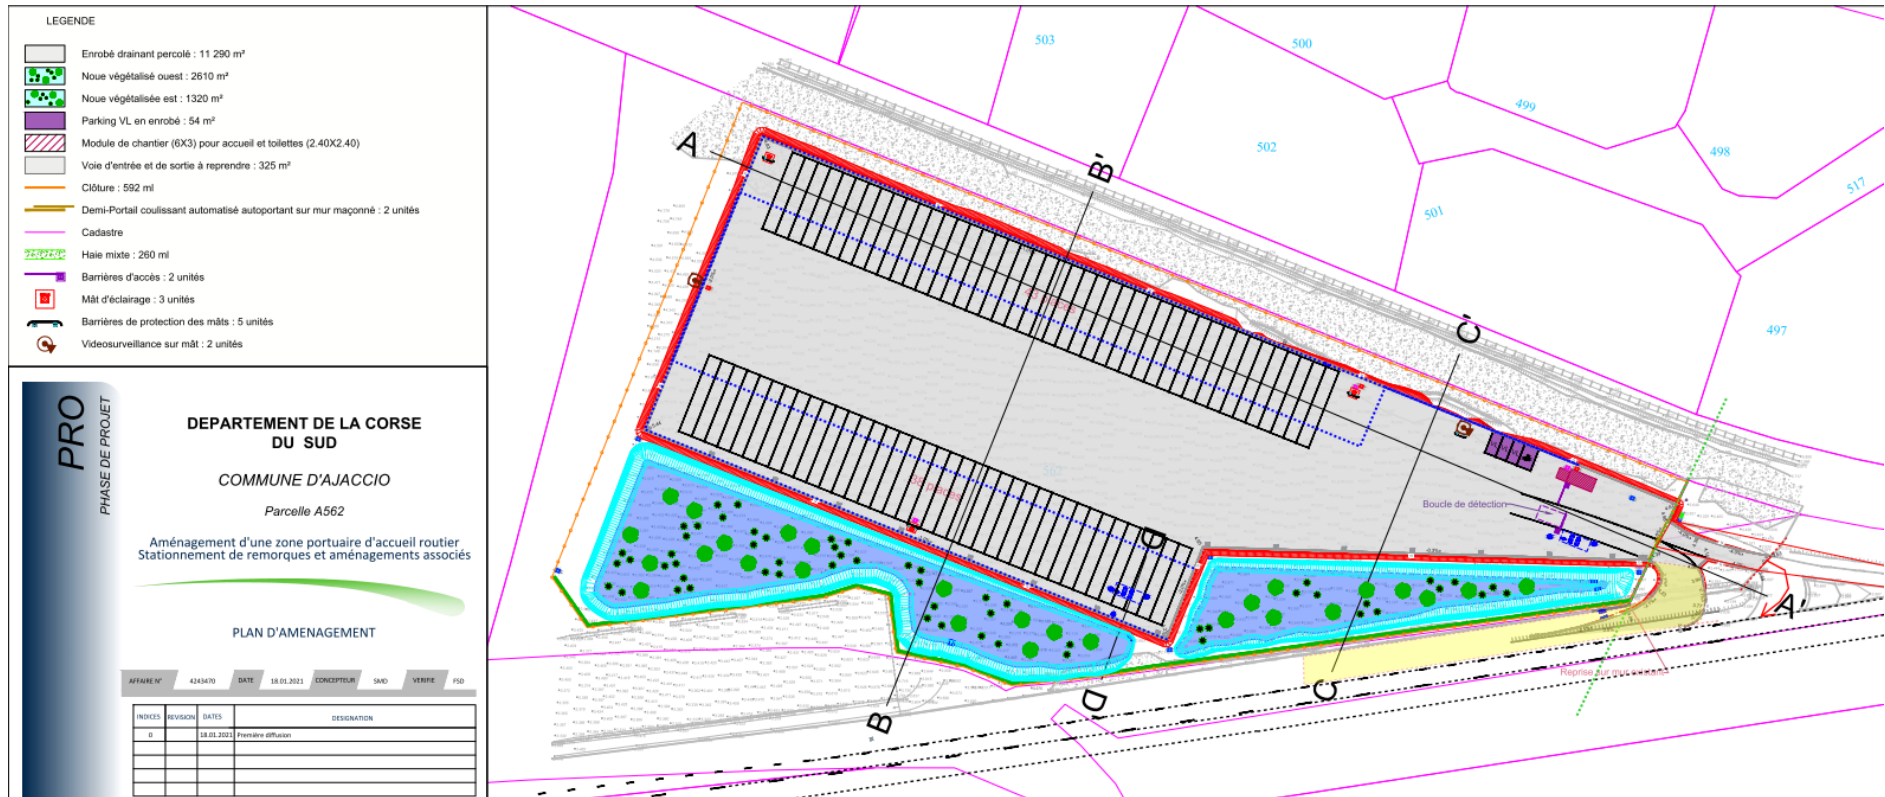 LEGENDE
Enrobé drainant percolé : 11 290 m²
Noue végétalisé ouest : 2610 m²
Noue végétalisée est : 1320 m²
Parking VL en enrobé : 54 m²
Module de chantier (6X3) pour accueil et toilettes (2.40X2.40)
Voie d'entrée et de sortie à reprendre : 325 m²
Clôture : 592 ml
Demi-Portail coulissant automatisé autoportant sur mur maçonné : 2 unités
Cadastre
Haie mixte : 260 ml
Barrières d'accès : 2 unités
Mât d'éclairage : 3 unités
Barrières de protection des mâts : 5 unités
Videosurveillance sur mât : 2 unités
PRO
PHASE DE PROJET
DEPARTEMENT DE LA CORSE
DU SUD
COMMUNE D'AJACCIO
Parcelle A562
Aménagement d'une zone portuaire d'accueil routier
Stationnement de remorques et aménagements associés
PLAN D'AMENAGEMENT
AFFAIRE N° 4243470 DATE 18.01.2021 CONCEPTEUR SMD VERIFIE FSD
INDICES REVISION DATES DESIGNATION
0 18.01.2021 Première diffusion
503
500
499
502
498
517
501
497
A
B'
C'
43 places
562
38 places
D
Boucle de détection
A'
Reprise sur mur existant
C
D
B